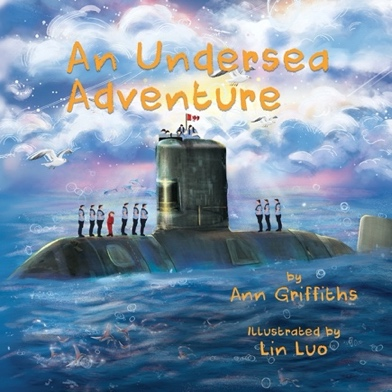 An Undersea
Adventure
by
Ann Griffiths
Illustrated by
Lin Luo